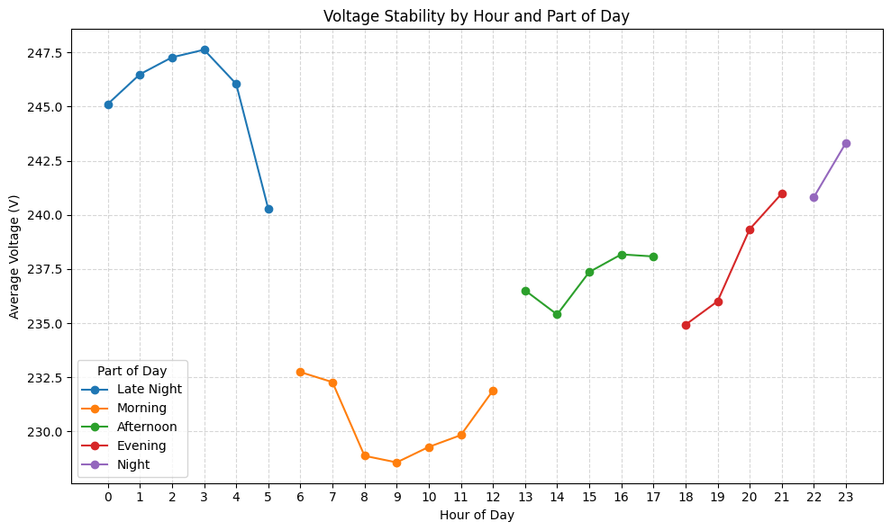 Voltage Stability by Hour and Part of Day
Average Voltage (V)
247.5
245.0
242.5
240.0
237.5
235.0
232.5
230.0
Part of Day
Late Night
Morning
Afternoon
Evening
Night
0 1 2 3 4 5 6 7 8 9 10 11 12 13 14 15 16 17 18 19 20 21 22 23
Hour of Day